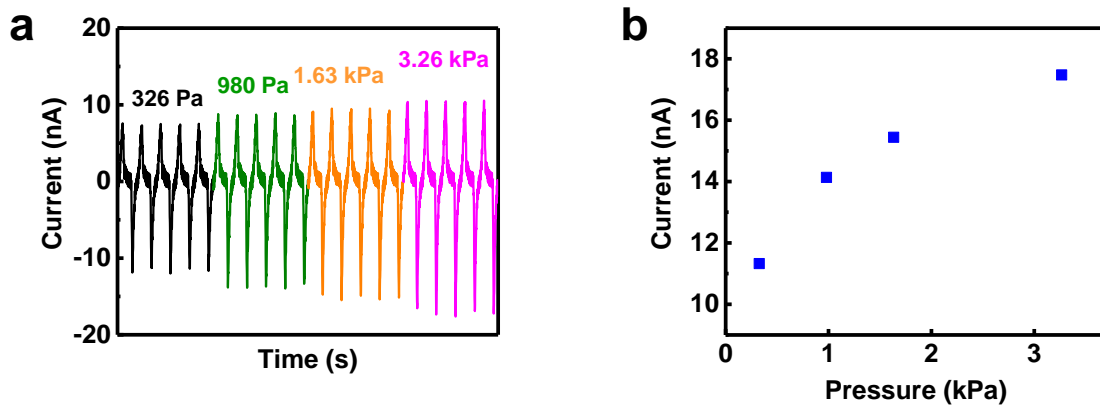 a
20
10
0
-10
-20
Current (nA)
326 Pa
980 Pa
1.63 kPa
3.26 kPa
Time (s)
b
18
16
14
12
10
Current (nA)
0 1 2 3
Pressure (kPa)